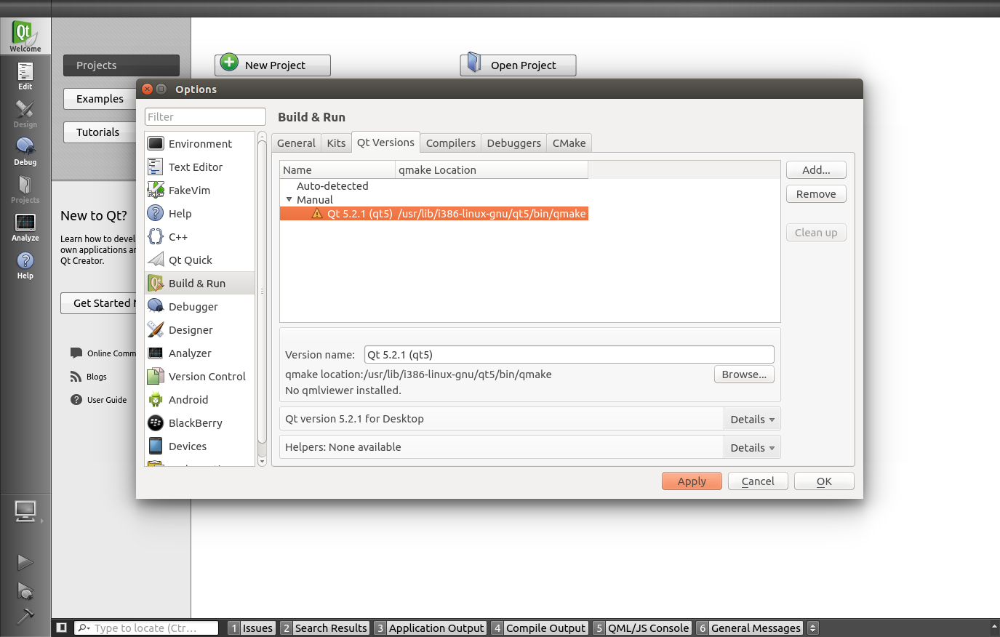 Qt
Welcome
Edit
Design
Debug
Projects
Analyze
Help
Projects
Examples
Tutorials
New to Qt?
Learn how to devel
own applications a
Qt Creator.
Get Started
Online Comm
Blogs
User Guide
New Project
Open Project
Options
Filter
Environment
Text Editor
FakeVim
Help
C++
Qt Quick
Build & Run
Debugger
Designer
Analyzer
Version Control
Android
BlackBerry
Devices
Build & Run
General Kits Qt Versions Compilers Debuggers CMake
Name qmake Location
Auto-detected
Manual
Qt 5.2.1 (qt5) /usr/lib/i386-linux-gnu/qt5/bin/qmake
Add...
Remove
Clean up
Version name: Qt 5.2.1 (qt5)
qmake location:/usr/lib/i386-linux-gnu/qt5/bin/qmake
Browse...
No qmlviewer installed.
Qt version 5.2.1 for Desktop Details
Helpers: None available Details
Apply Cancel OK
Type to locate (Ctr... 1 Issues 2 Search Results 3 Application Output 4 Compile Output 5 QML/JS Console 6 General Messages